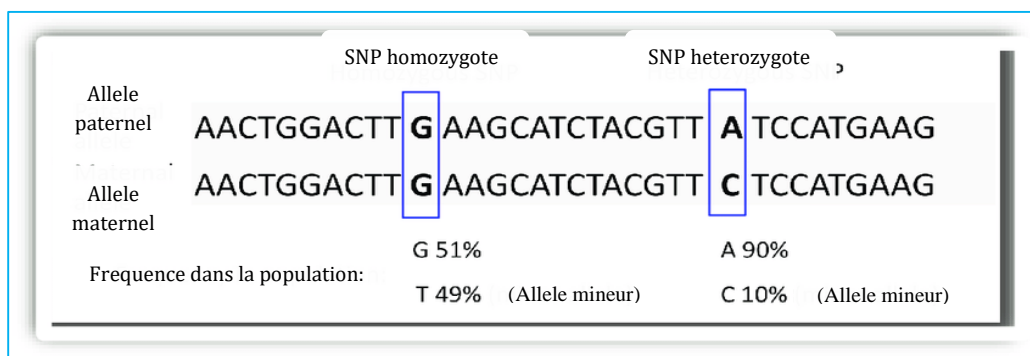 SNP homozygote SNP heterozygote
Allele
paternel
AACTGGACTT G AAGCATCTACGTT A TCCATGAAG
AACTGGACTT G AAGCATCTACGTT C TCCATGAAG
Allele
maternel
G 51% A 90%
Frequence dans la population:
T 49% (Allele mineur) C 10% (Allele mineur)